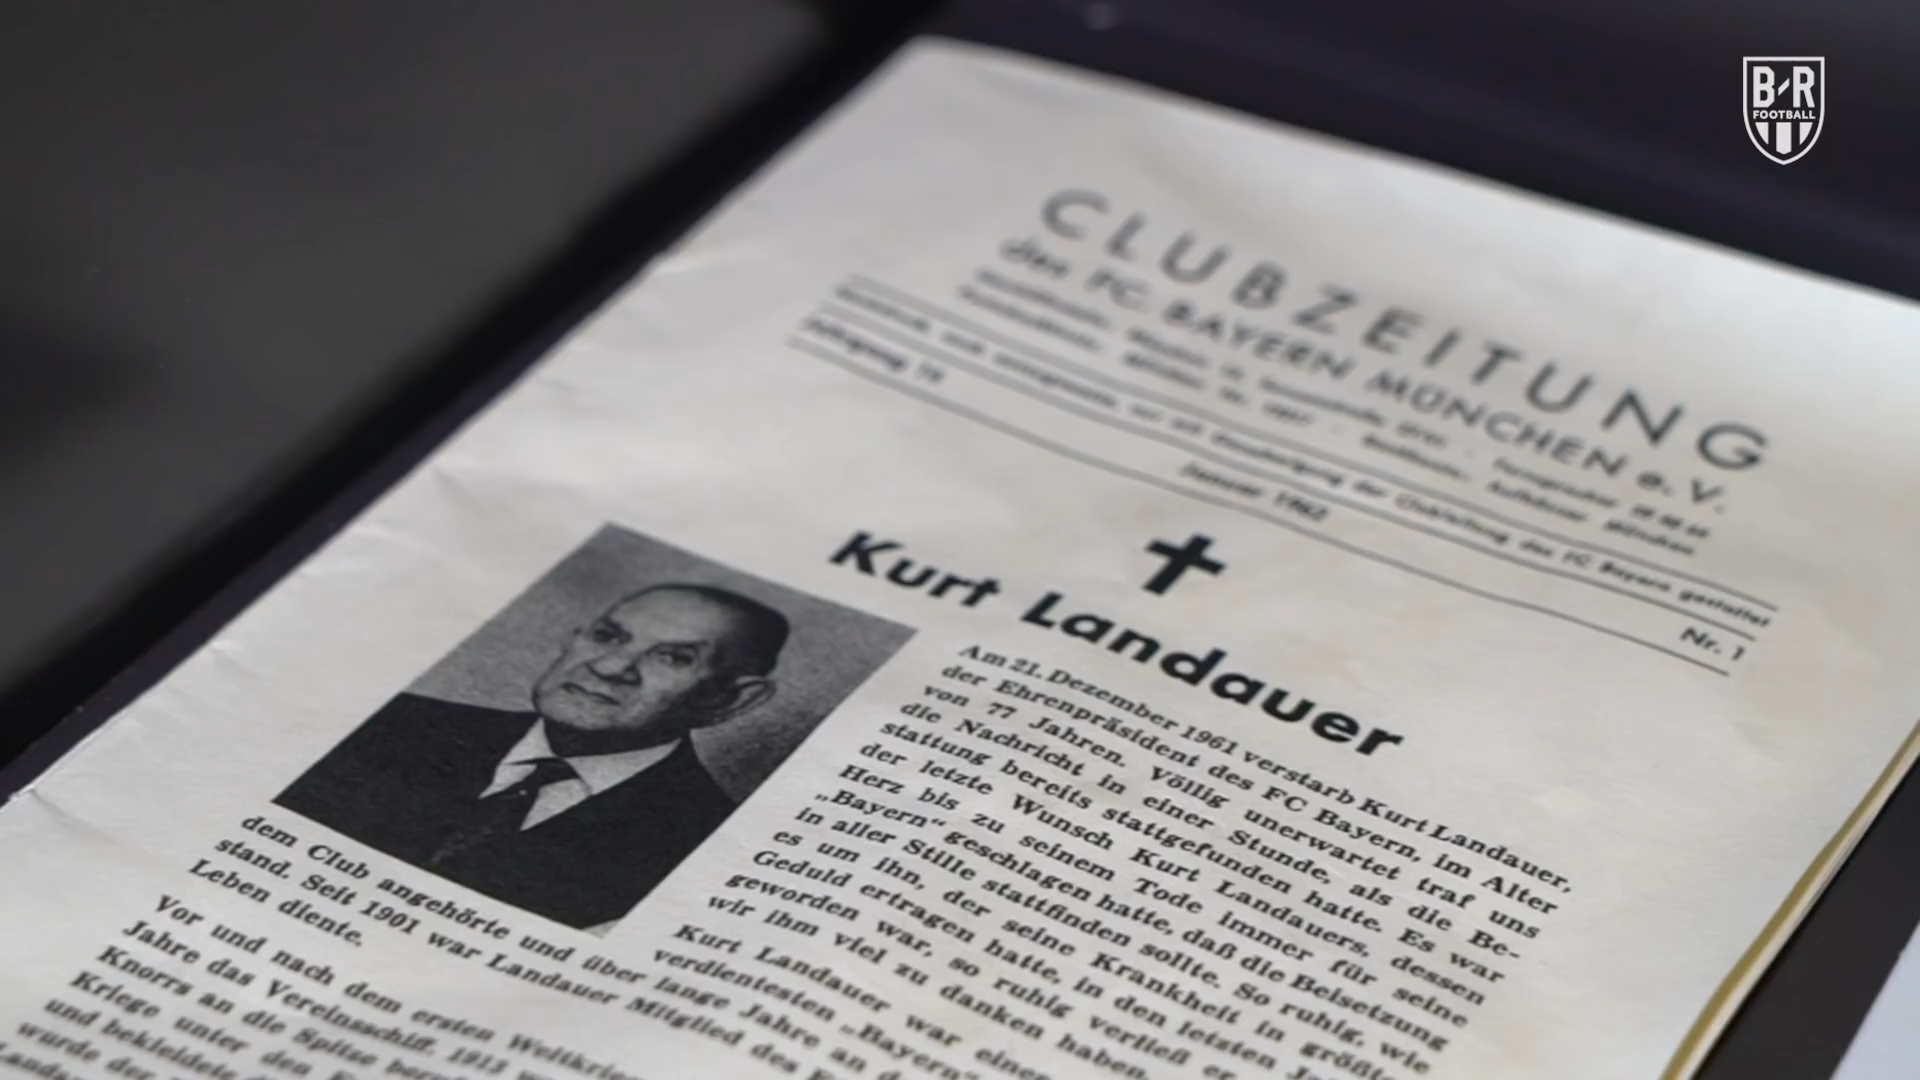 B/R
FOOTBALL
CLUBZEITUNG
des FC. BAYERN MÜNCHEN e. V.
Jahrgang
Januar 1962
Nr. 1
Kurt Landauer
Am 21. Dezember 1961 verstarb Kurt Landauer,
der Ehrenpräsident des FC Bayern, im Alter
von 77 Jahren. Völlig unerwartet traf uns
die Nachricht in einer Stunde, als die Be-
stattung bereits stattgefunden hatte. Es war
der letzte Wunsch Kurt Landauers, dessen
Herz bis zu seinem Tode immer für seine
„Bayern“ geschlagen hatte, daß die Beisetzung
in aller Stille stattfinden sollte. So ruhig, wie
es um ihn, der seine Krankheit in größter
Geduld ertragen hatte, in den letzten
geworden war, so ruhig verließ er
wir ihm viel zu danken haben.
Kurt Landauer war einer
verdientesten „Bayern“
dem Club angehörte und über lange Jahre an
stand. Seit 1901 war Landauer Mitglied des
Leben diente.
Vor und nach dem ersten Weltkrieg
Jahre das Vereinsschiff. 1913
Knorrs an die Spitze
Kriege unter den
und bekleidete
wurde der